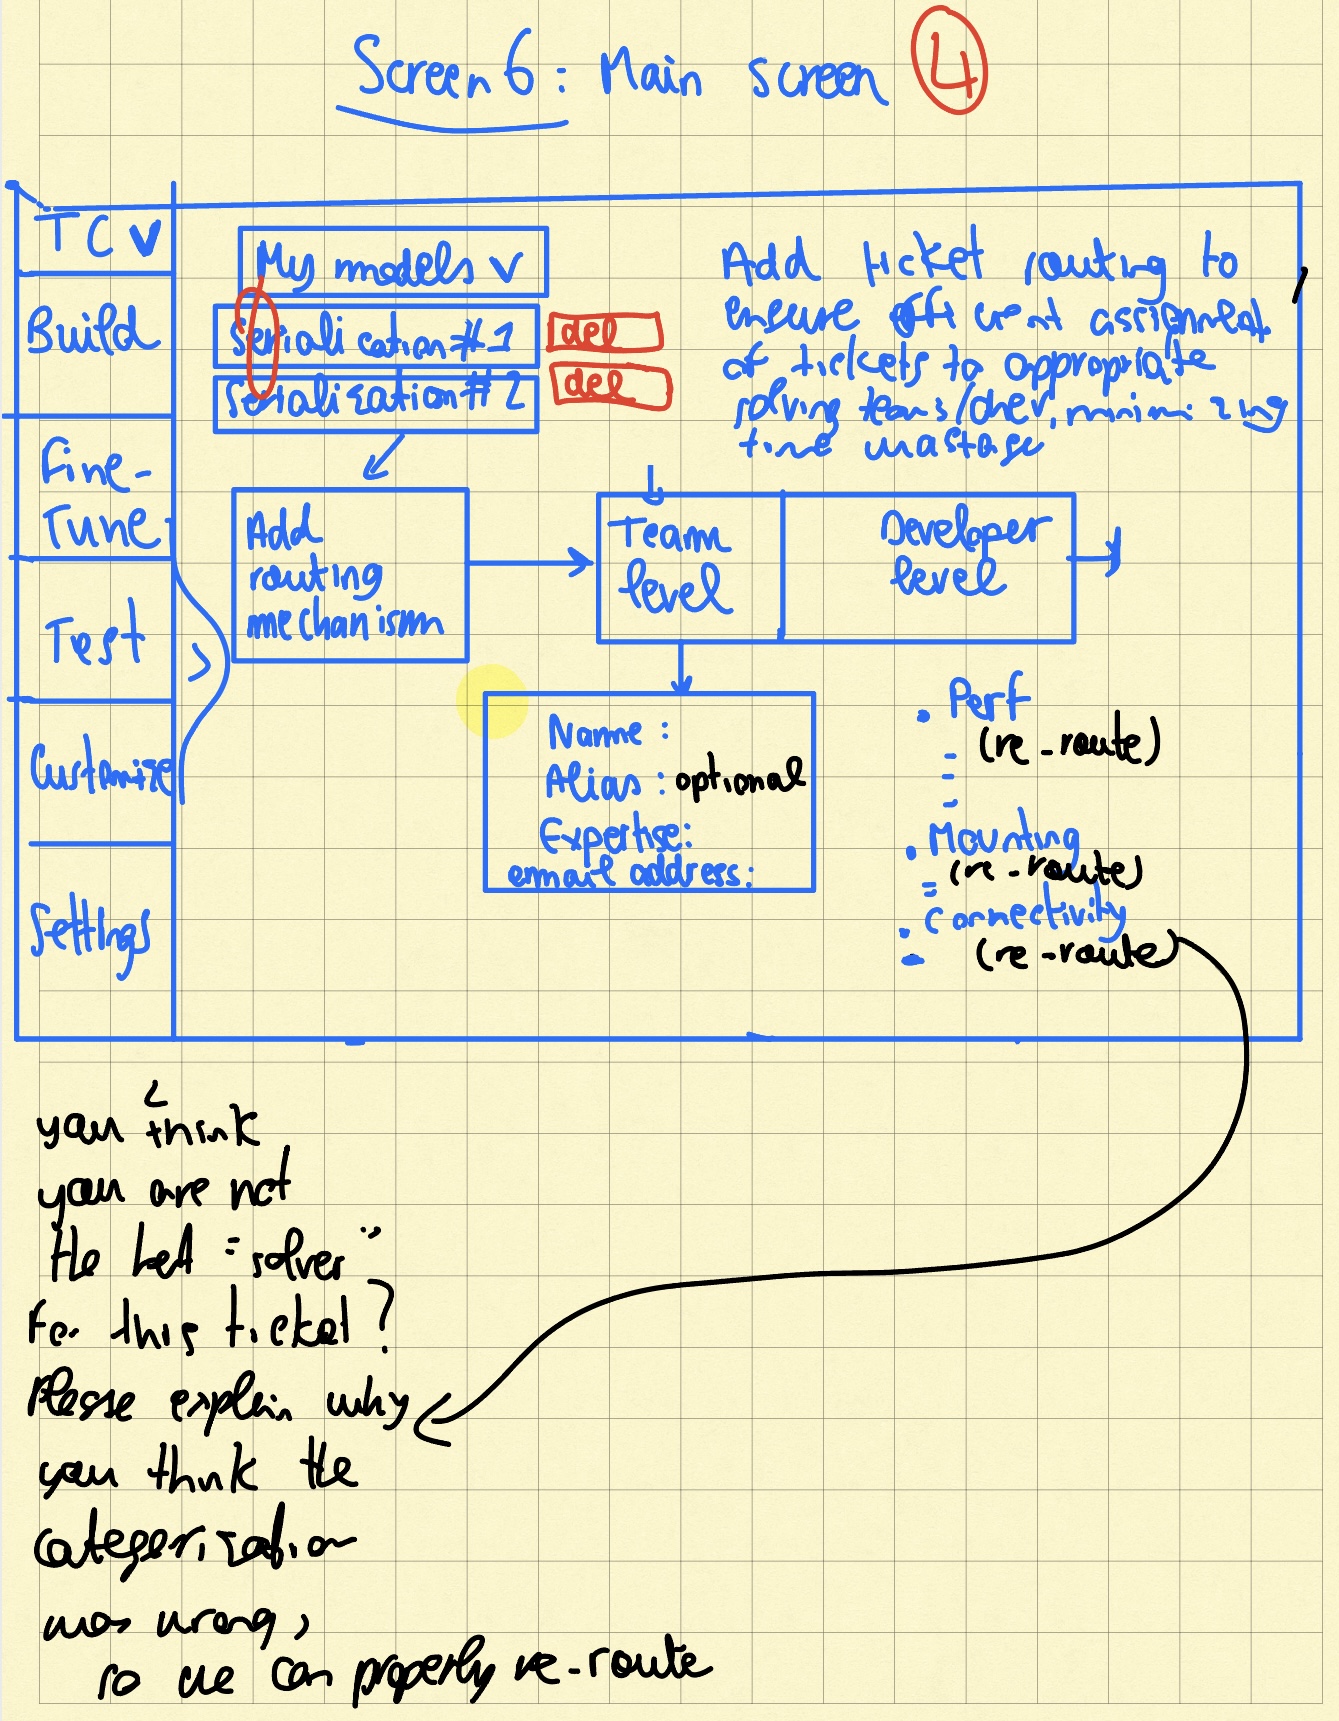 Screen 6: Main screen 4
TC V
Build
Fine-
Tune
Test
>
Customize
Settings
My models v
Serialication #1 del
Serialization #2 del
Add ticket routing to
ensure assignment
of tickets to appropriate
solving teams/dver, minimizing
time wastage
Add
routing
mechanism
Team
level
Developer
level
Name :
Alias : optional
Expertise:
email address:
Perf
(re-route)
Mounting
(re-route)
Connectivity
(re-route)
you think
you are not
the best "solver"
for this ticket?
Please explain why
you think the
categorization
was wrong,
so we can properly re-route